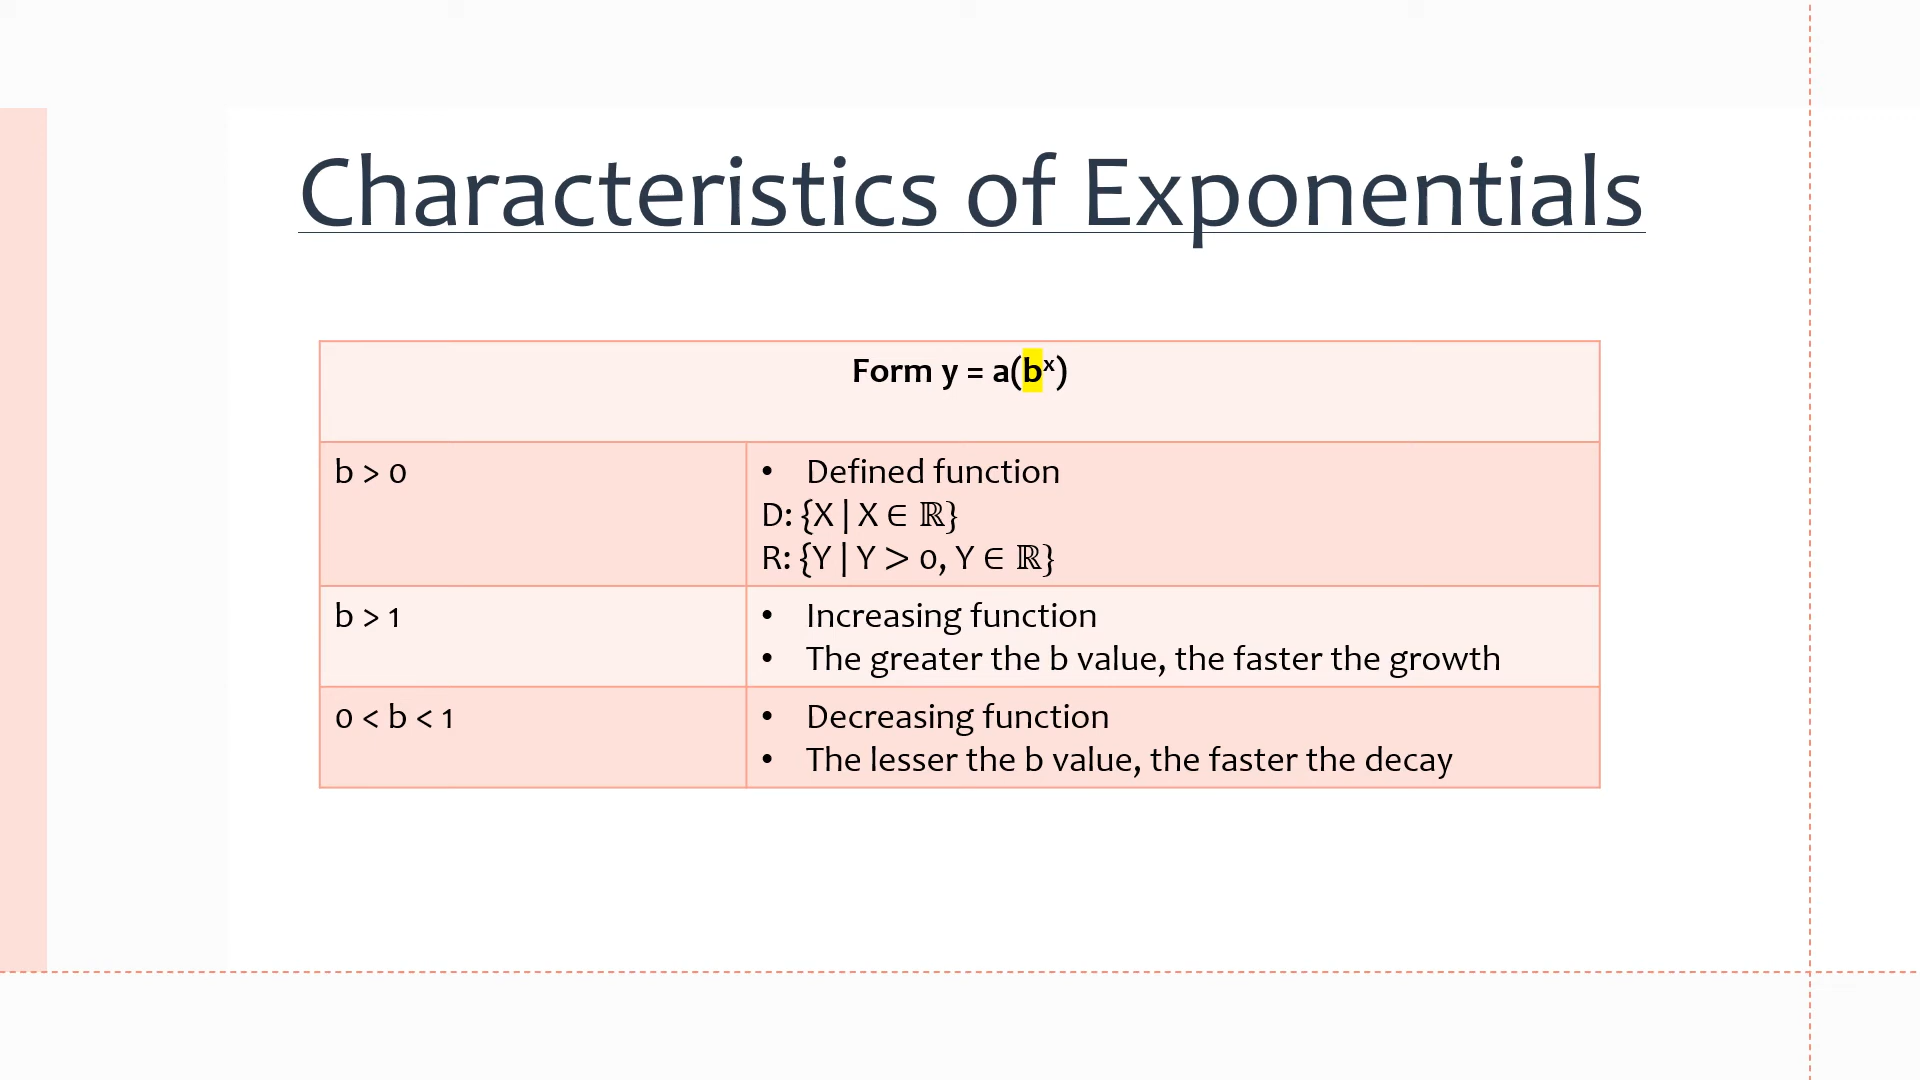 Characteristics of Exponentials
Form y = a(bˣ)
b > 0
• Defined function
D: {X | X ∈ ℝ}
R: {Y | Y > 0, Y ∈ ℝ}
b > 1
• Increasing function
• The greater the b value, the faster the growth
0 < b < 1
• Decreasing function
• The lesser the b value, the faster the decay